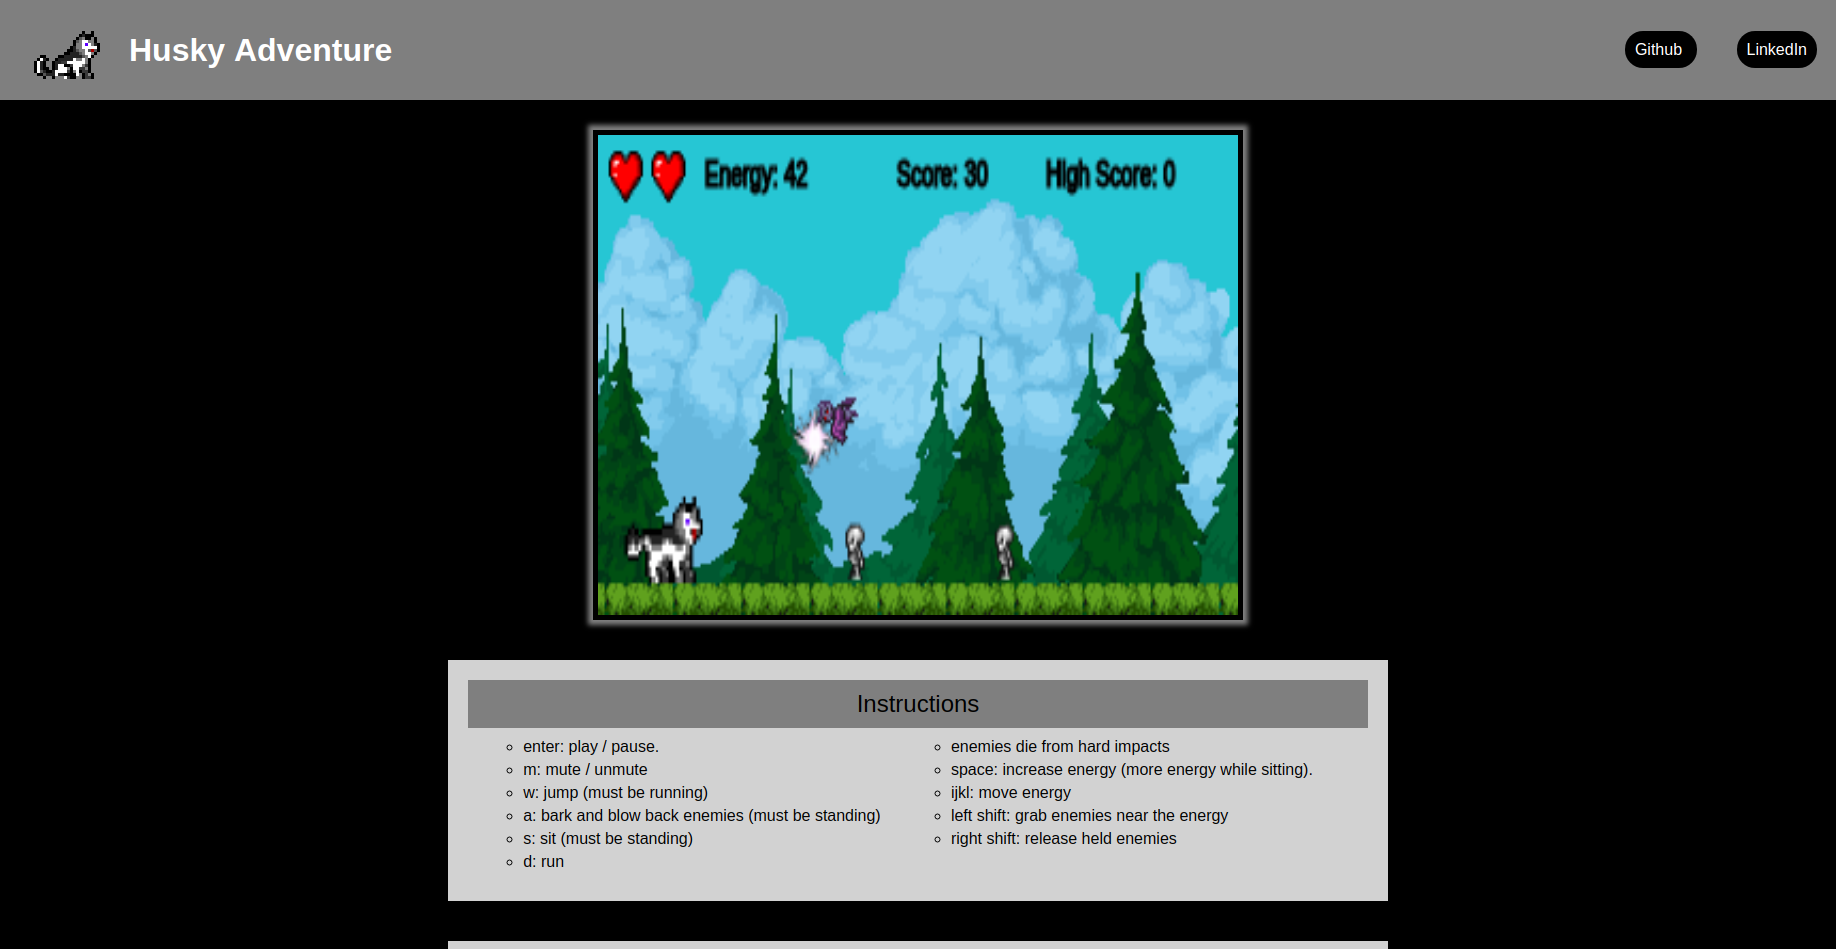 Husky Adventure
Github
LinkedIn
Energy: 42
Score: 30
High Score: 0
Instructions
enter: play / pause.
m: mute / unmute
w: jump (must be running)
a: bark and blow back enemies (must be standing)
s: sit (must be standing)
d: run
enemies die from hard impacts
space: increase energy (more energy while sitting).
ijkl: move energy
left shift: grab enemies near the energy
right shift: release held enemies